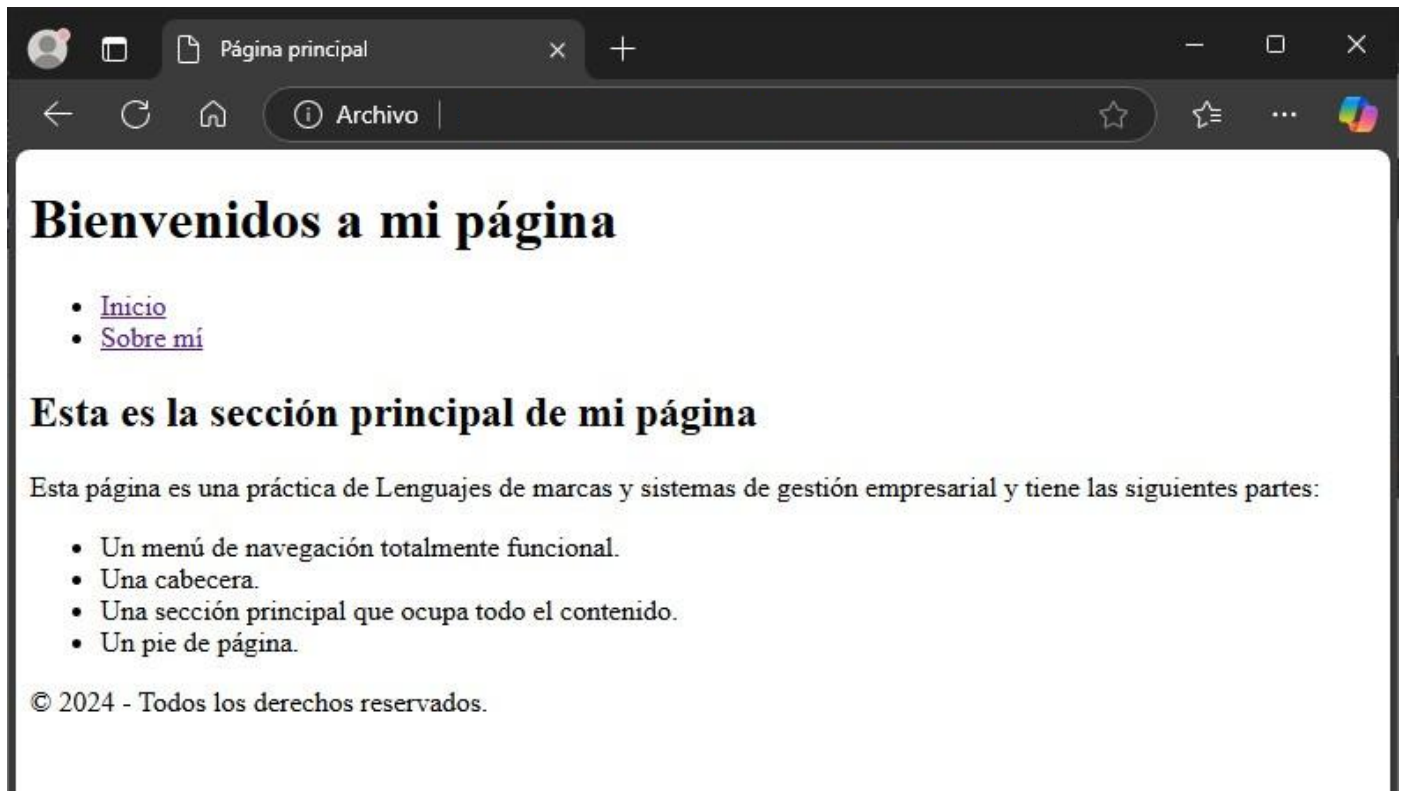 Página principal
Archivo
Bienvenidos a mi página
Inicio
Sobre mí
Esta es la sección principal de mi página
Esta página es una práctica de Lenguajes de marcas y sistemas de gestión empresarial y tiene las siguientes partes:
Un menú de navegación totalmente funcional.
Una cabecera.
Una sección principal que ocupa todo el contenido.
Un pie de página.
© 2024 - Todos los derechos reservados.